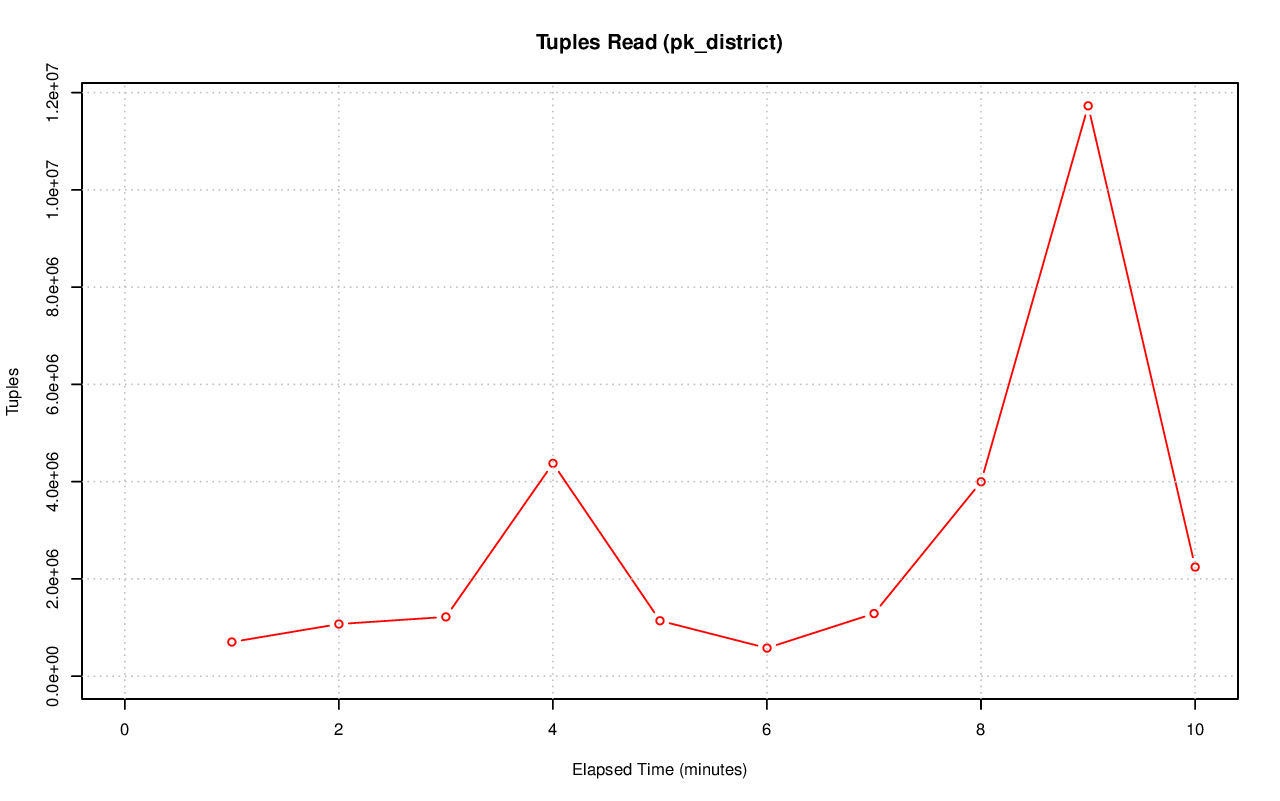 Tuples Read (pk_district)
Tuples
1.2e+07
1.0e+07
8.0e+06
6.0e+06
4.0e+06
2.0e+06
0.0e+00
0 2 4 6 8 10
Elapsed Time (minutes)